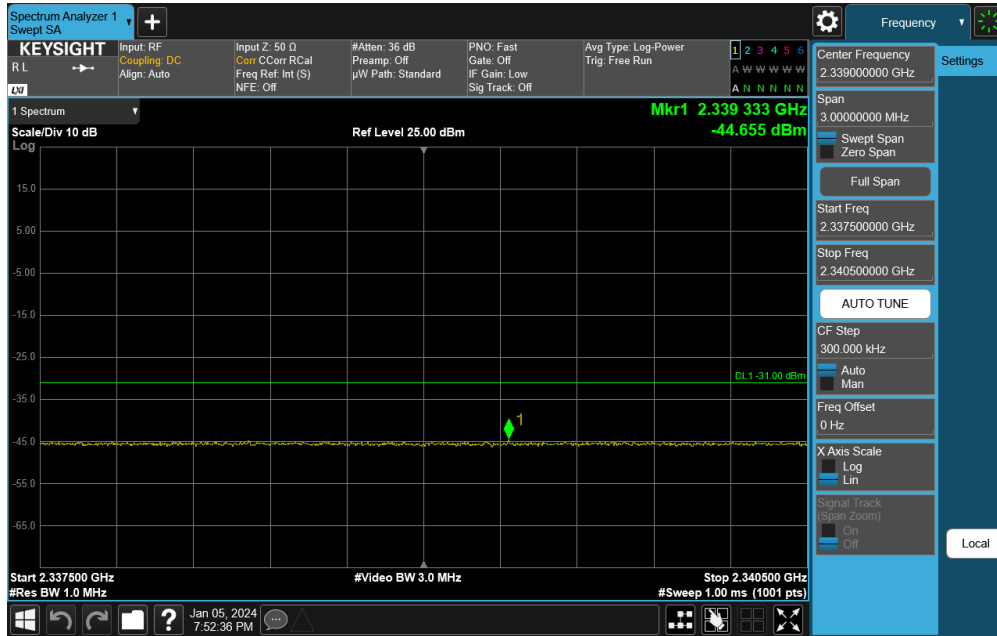 Spectrum Analyzer 1
Swept SA
+
Frequency
KEYSIGHT
R L
LXI
Input: RF
Coupling: DC
Align: Auto
Input Z: 50 Ω
Corr CCorr RCal
Freq Ref: Int (S)
NFE: Off
#Atten: 36 dB
Preamp: Off
µW Path: Standard
PNO: Fast
Gate: Off
IF Gain: Low
Sig Track: Off
Avg Type: Log-Power
Trig: Free Run
1 2 3 4 5 6
A W W W W W
A N N N N N
1 Spectrum
Scale/Div 10 dB
Log
Ref Level 25.00 dBm
Mkr1 2.339 333 GHz
-44.655 dBm
15.0
5.00
-5.00
-15.0
-25.0
DL1 -31.00 dBm
-35.0
1
-45.0
-55.0
-65.0
Start 2.337500 GHz
#Res BW 1.0 MHz
#Video BW 3.0 MHz
Stop 2.340500 GHz
#Sweep 1.00 ms (1001 pts)
Jan 05, 2024
7:52:36 PM
?
Center Frequency
2.339000000 GHz
Span
3.00000000 MHz
Swept Span
Zero Span
Full Span
Start Freq
2.337500000 GHz
Stop Freq
2.340500000 GHz
AUTO TUNE
CF Step
300.000 kHz
Auto
Man
Freq Offset
0 Hz
X Axis Scale
Log
Lin
Signal Track
(Span Zoom)
On
Off
Settings
Local